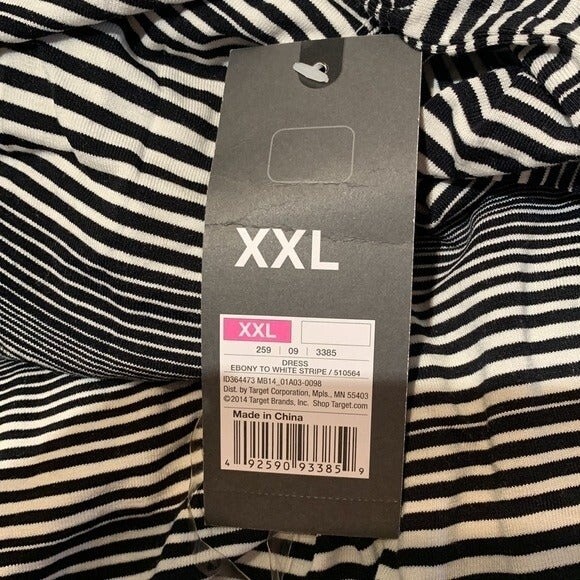 XXL
XXL
259 | 09 | 3385
DRESS
EBONY TO WHITE STRIPE / 510564
ID364473 MB14_01A03-0098
Dist. by Target Corporation, Mpls., MN 55403
©2014 Target Brands, Inc. Shop Target.com
Made in China
4 92590 93385 9